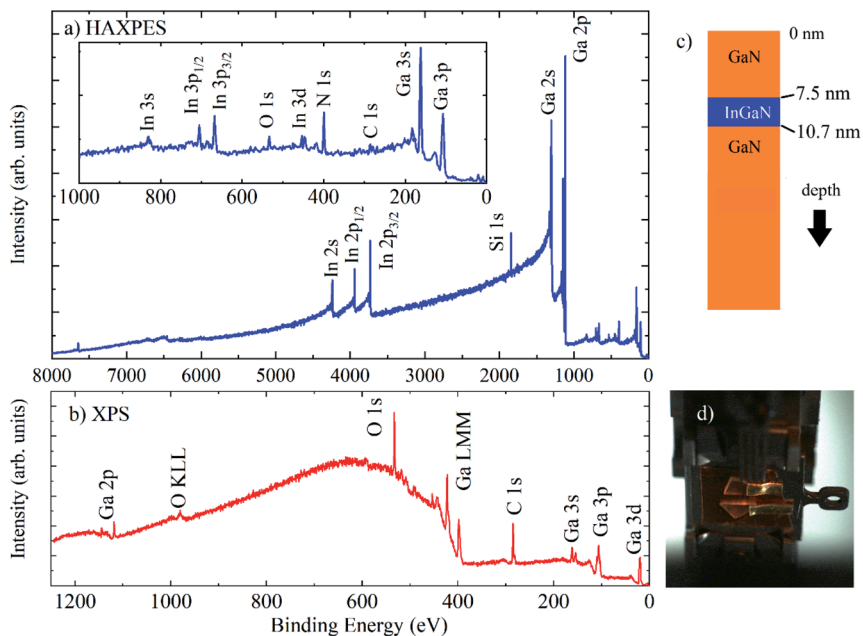 a) HAXPES
In 3s
In 3p1/2
In 3p3/2
O 1s
In 3d
N 1s
C 1s
Ga 3s
Ga 3p
1000 800 600 400 200 0
Intensity (arb. units)
In 2s
In 2p1/2
In 2p3/2
Si 1s
Ga 2s
Ga 2p
8000 7000 6000 5000 4000 3000 2000 1000 0
c)
0 nm
GaN
7.5 nm
InGaN
10.7 nm
GaN
depth
b) XPS
Intensity (arb. units)
Ga 2p
O KLL
O 1s
Ga LMM
C 1s
Ga 3s
Ga 3p
Ga 3d
1200 1000 800 600 400 200 0
Binding Energy (eV)
d)